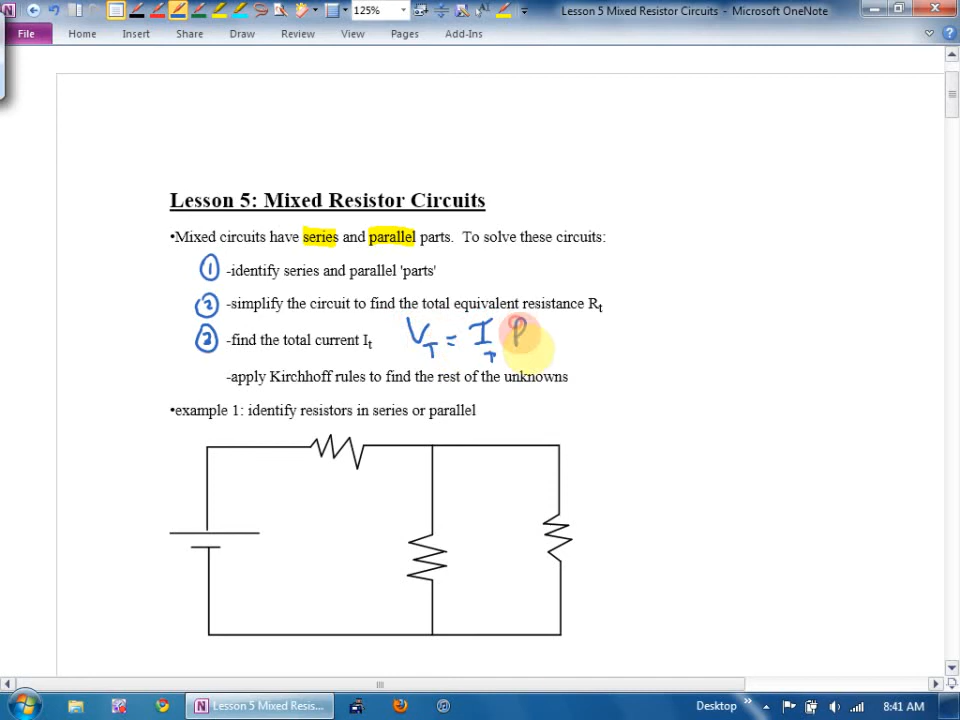 125% Lesson 5 Mixed Resistor Circuits - Microsoft OneNote
File Home Insert Share Draw Review View Pages Add-Ins
Lesson 5: Mixed Resistor Circuits
•Mixed circuits have series and parallel parts. To solve these circuits:
1 -identify series and parallel 'parts'
2 -simplify the circuit to find the total equivalent resistance Rt
3 -find the total current It VT = IT
-apply Kirchhoff rules to find the rest of the unknowns
•example 1: identify resistors in series or parallel
Lesson 5 Mixed Resis... Desktop 8:41 AM